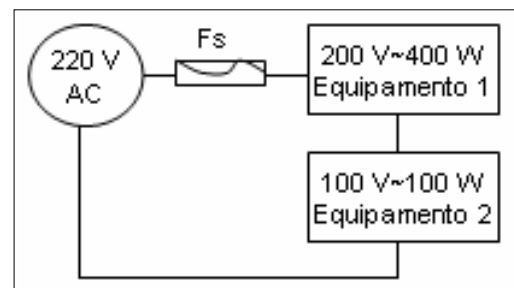 220 V
AC
Fs
200 V~400 W
Equipamento 1
100 V~100 W
Equipamento 2